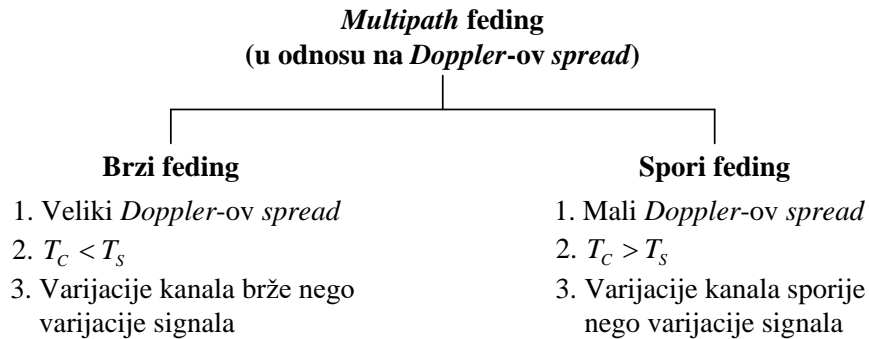 Multipath feding
(u odnosu na Doppler-ov spread)
Brzi feding
1. Veliki Doppler-ov spread
2. T_C < T_S
3. Varijacije kanala brže nego
varijacije signala
Spori feding
1. Mali Doppler-ov spread
2. T_C > T_S
3. Varijacije kanala sporije
nego varijacije signala